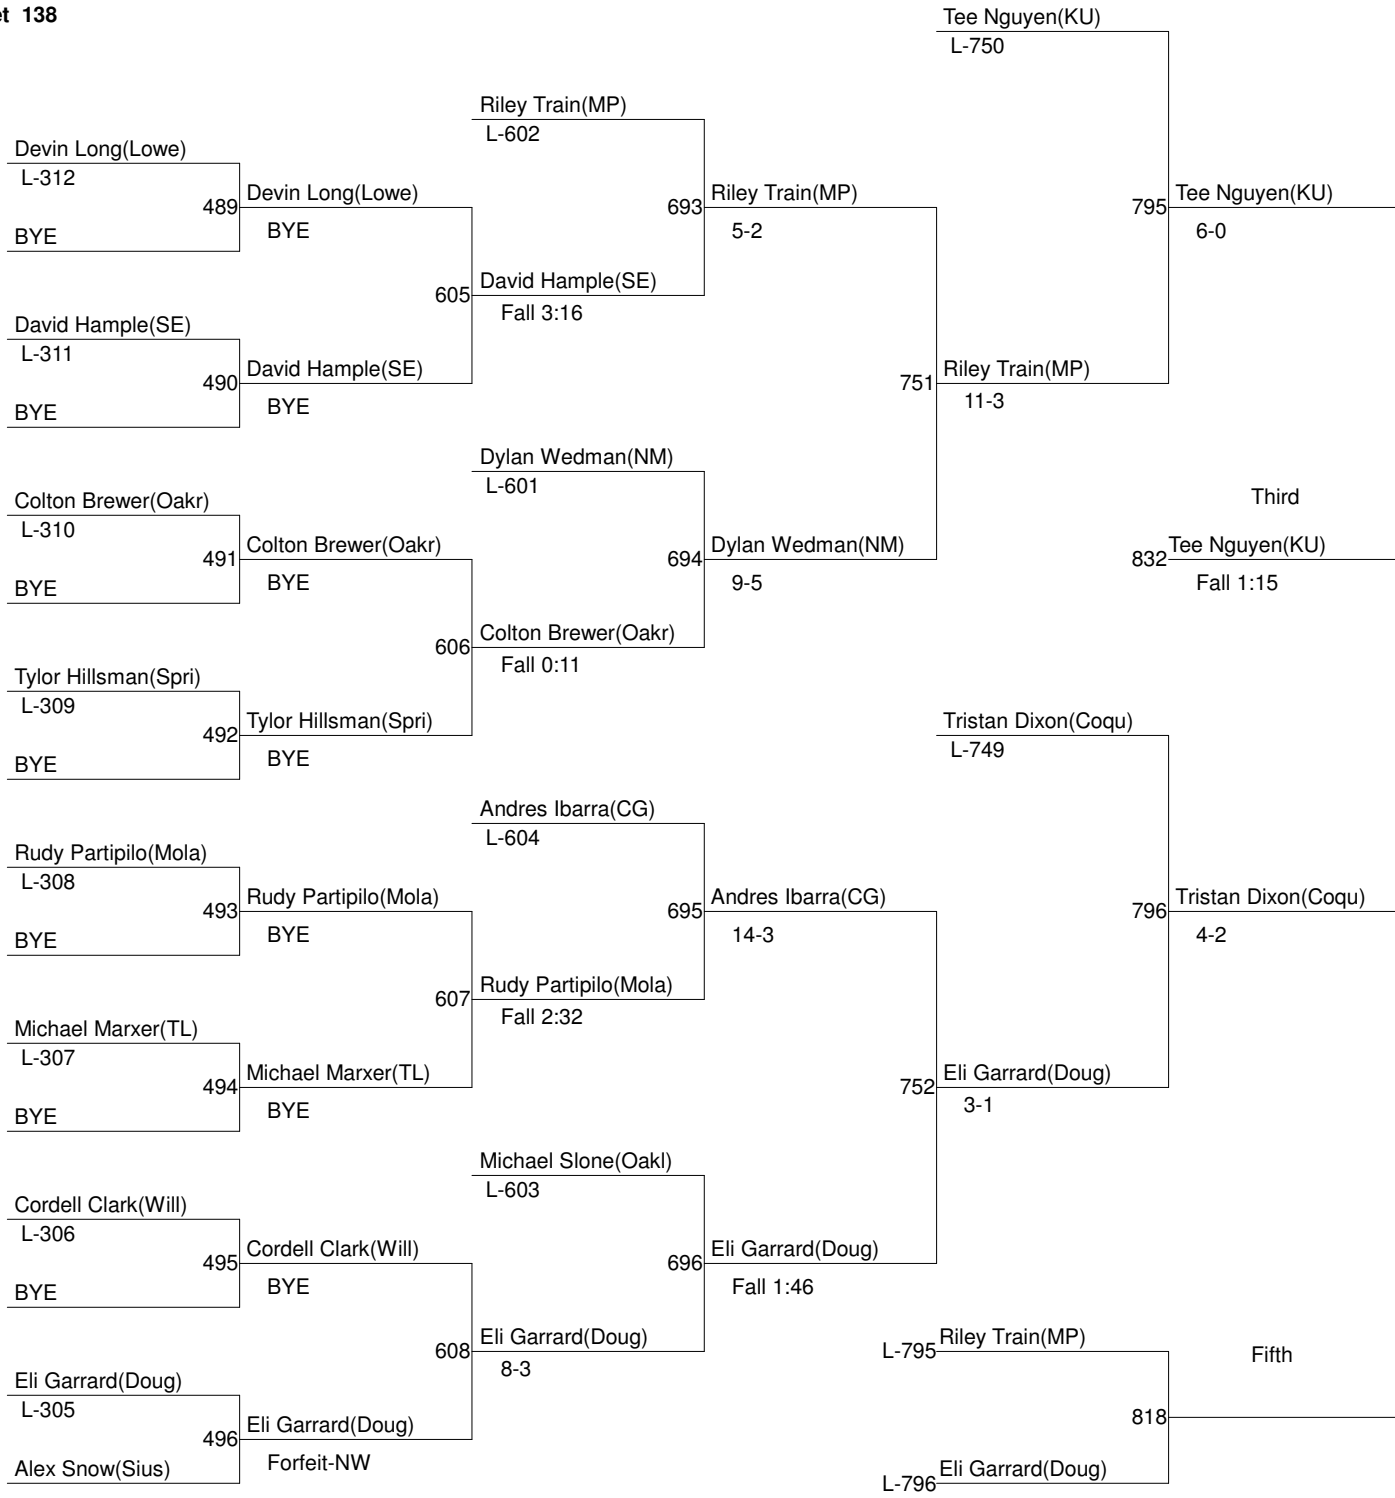 et 138
Tee Nguyen(KU)
L-750
Riley Train(MP)
L-602
Devin Long(Lowe)
L-312
489
Devin Long(Lowe)
BYE
BYE
693
Riley Train(MP)
5-2
795
Tee Nguyen(KU)
6-0
605
David Hample(SE)
Fall 3:16
David Hample(SE)
L-311
490
David Hample(SE)
BYE
BYE
751
Riley Train(MP)
11-3
Dylan Wedman(NM)
L-601
Third
Colton Brewer(Oakr)
L-310
491
Colton Brewer(Oakr)
BYE
BYE
694
Dylan Wedman(NM)
9-5
832
Tee Nguyen(KU)
Fall 1:15
606
Colton Brewer(Oakr)
Fall 0:11
Tylor Hillsman(Spri)
L-309
492
Tylor Hillsman(Spri)
BYE
BYE
Tristan Dixon(Coqu)
L-749
Andres Ibarra(CG)
L-604
Rudy Partipilo(Mola)
L-308
493
Rudy Partipilo(Mola)
BYE
BYE
695
Andres Ibarra(CG)
14-3
796
Tristan Dixon(Coqu)
4-2
607
Rudy Partipilo(Mola)
Fall 2:32
Michael Marxer(TL)
L-307
494
Michael Marxer(TL)
BYE
BYE
752
Eli Garrard(Doug)
3-1
Michael Slone(Oakl)
L-603
Cordell Clark(Will)
L-306
495
Cordell Clark(Will)
BYE
BYE
696
Eli Garrard(Doug)
Fall 1:46
608
Eli Garrard(Doug)
8-3
L-795
Riley Train(MP)
Fifth
Eli Garrard(Doug)
L-305
496
Eli Garrard(Doug)
Forfeit-NW
Alex Snow(Sius)
818
L-796
Eli Garrard(Doug)